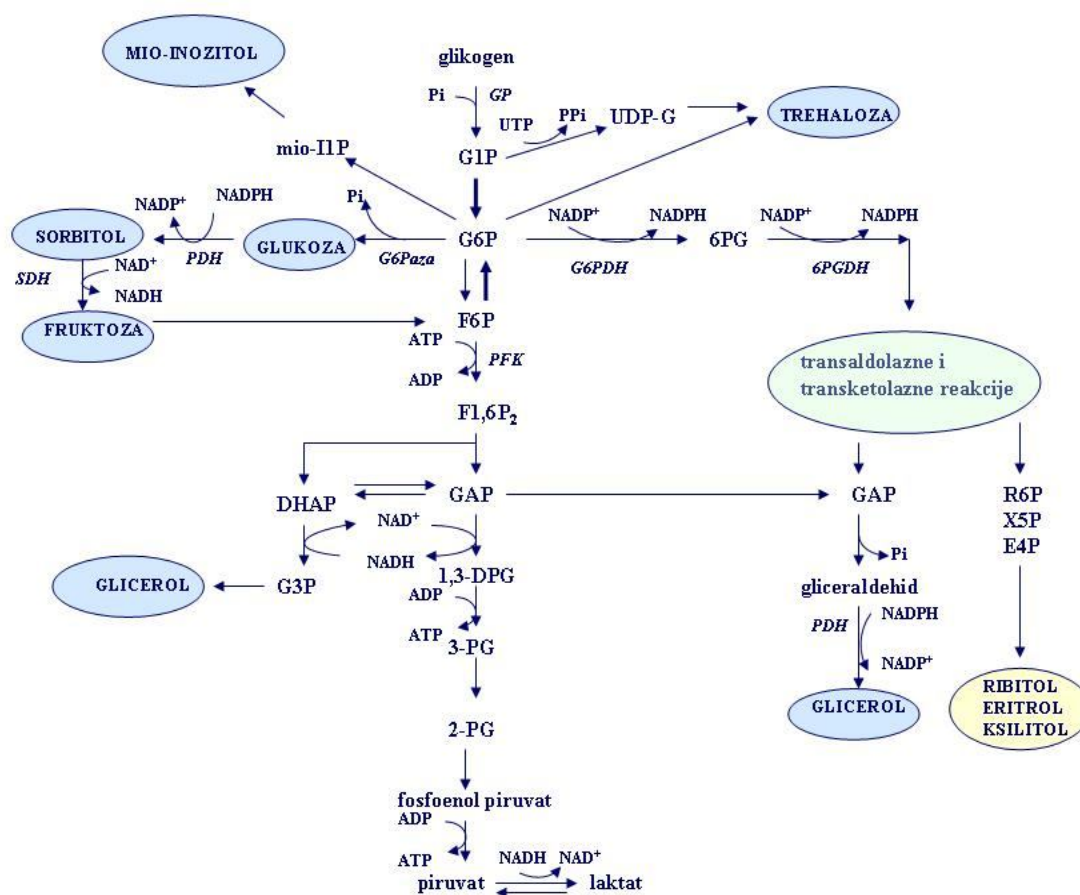 MIO-INOZITOL
glikogen
Pi
GP
UTP
PPi
UDP-G
TREHALOZA
mio-I1P
G1P
NADP+
NADPH
Pi
SORBITOL
PDH
GLUKOZA
G6Paza
G6P
NADP+
NADPH
G6PDH
6PG
NADP+
NADPH
6PGDH
SDH
NAD+
NADH
FRUKTOZA
F6P
ATP
PFK
ADP
transaldolazne i
transketolazne reakcije
F1,6P2
DHAP
GAP
GAP
R6P
X5P
E4P
NAD+
NADH
Pi
GLICEROL
G3P
1,3-DPG
ADP
ATP
3-PG
gliceraldehid
PDH
NADPH
NADP+
2-PG
GLICEROL
RIBITOL
ERITROL
KSILITOL
fosfoenol piruvat
ADP
ATP
NADH
NAD+
piruvat
laktat